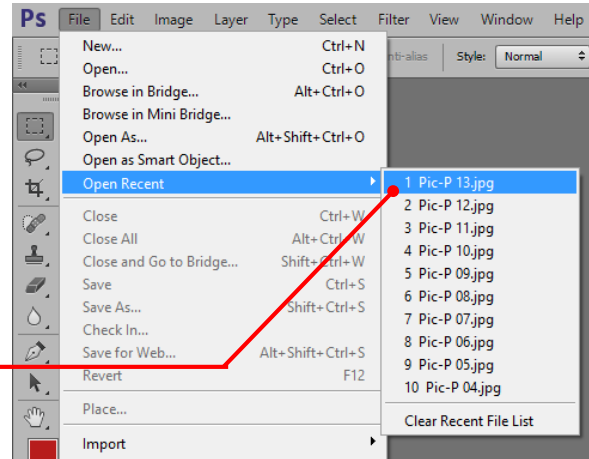 Ps File Edit Image Layer Type Select Filter View Window Help
nti-alias Style: Normal
New... Ctrl+N
Open... Ctrl+O
Browse in Bridge... Alt+Ctrl+O
Browse in Mini Bridge...
Open As... Alt+Shift+Ctrl+O
Open as Smart Object...
Open Recent
1 Pic-P 13.jpg
2 Pic-P 12.jpg
3 Pic-P 11.jpg
4 Pic-P 10.jpg
5 Pic-P 09.jpg
6 Pic-P 08.jpg
7 Pic-P 07.jpg
8 Pic-P 06.jpg
9 Pic-P 05.jpg
10 Pic-P 04.jpg
Clear Recent File List
Close Ctrl+W
Close All Alt+Ctrl+W
Close and Go to Bridge... Shift+Ctrl+W
Save Ctrl+S
Save As... Shift+Ctrl+S
Check In...
Save for Web... Alt+Shift+Ctrl+S
Revert F12
Place...
Import